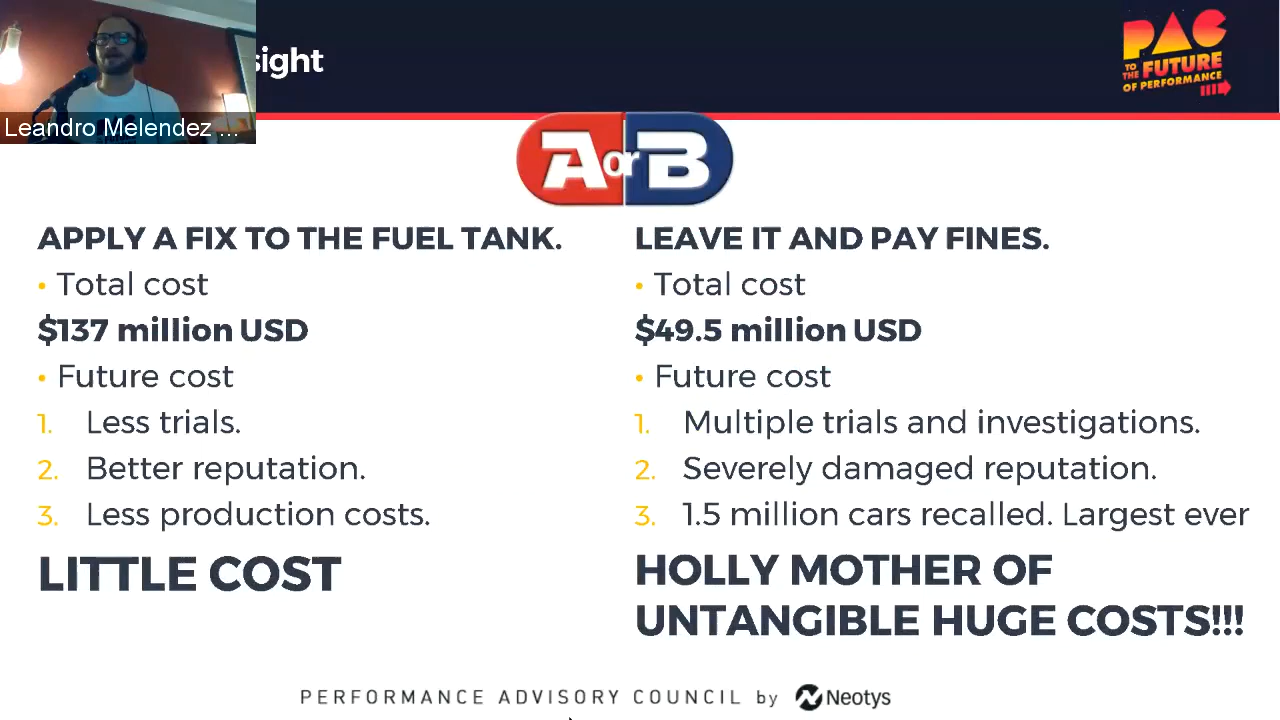 sight
PAC
TO THE FUTURE
OF PERFORMANCE
Leandro Melendez ...
A or B
APPLY A FIX TO THE FUEL TANK.
• Total cost
$137 million USD
• Future cost
1. Less trials.
2. Better reputation.
3. Less production costs.
LITTLE COST
LEAVE IT AND PAY FINES.
• Total cost
$49.5 million USD
• Future cost
1. Multiple trials and investigations.
2. Severely damaged reputation.
3. 1.5 million cars recalled. Largest ever
HOLLY MOTHER OF
UNTANGIBLE HUGE COSTS!!!
PERFORMANCE ADVISORY COUNCIL by Neotys